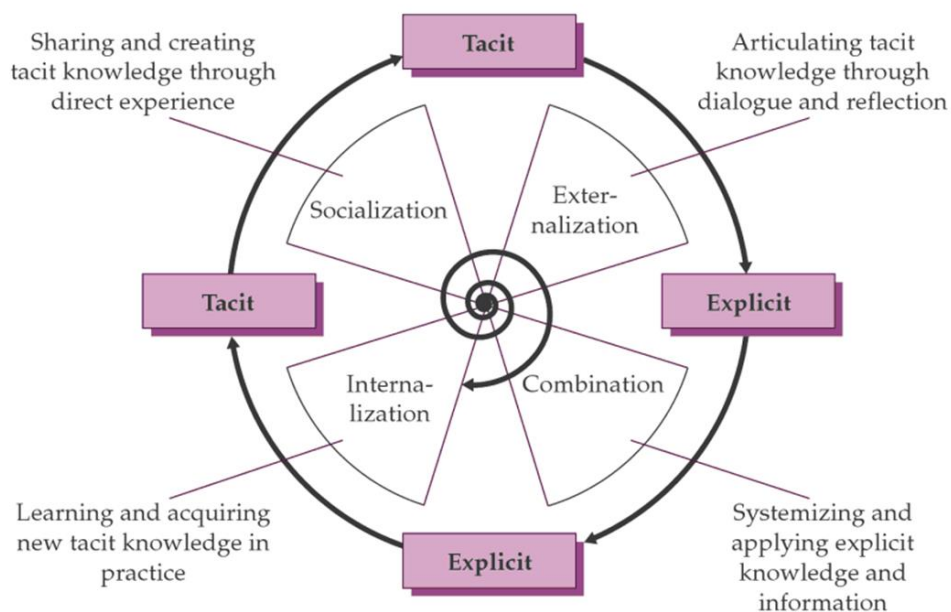 Sharing and creating
tacit knowledge through
direct experience
Tacit
Articulating tacit
knowledge through
dialogue and reflection
Socialization
Exter-
nalization
Tacit
Explicit
Interna-
lization
Combination
Learning and acquiring
new tacit knowledge in
practice
Explicit
Systemizing and
applying explicit
knowledge and
information